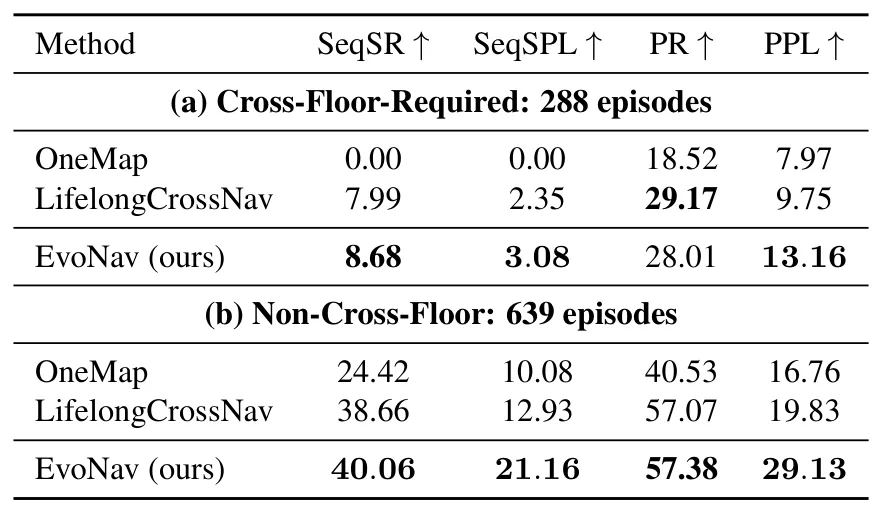 Method SeqSR ↑ SeqSPL ↑ PR ↑ PPL ↑
(a) Cross-Floor-Required: 288 episodes
OneMap 0.00 0.00 18.52 7.97
LifelongCrossNav 7.99 2.35 29.17 9.75
EvoNav (ours) 8.68 3.08 28.01 13.16
(b) Non-Cross-Floor: 639 episodes
OneMap 24.42 10.08 40.53 16.76
LifelongCrossNav 38.66 12.93 57.07 19.83
EvoNav (ours) 40.06 21.16 57.38 29.13